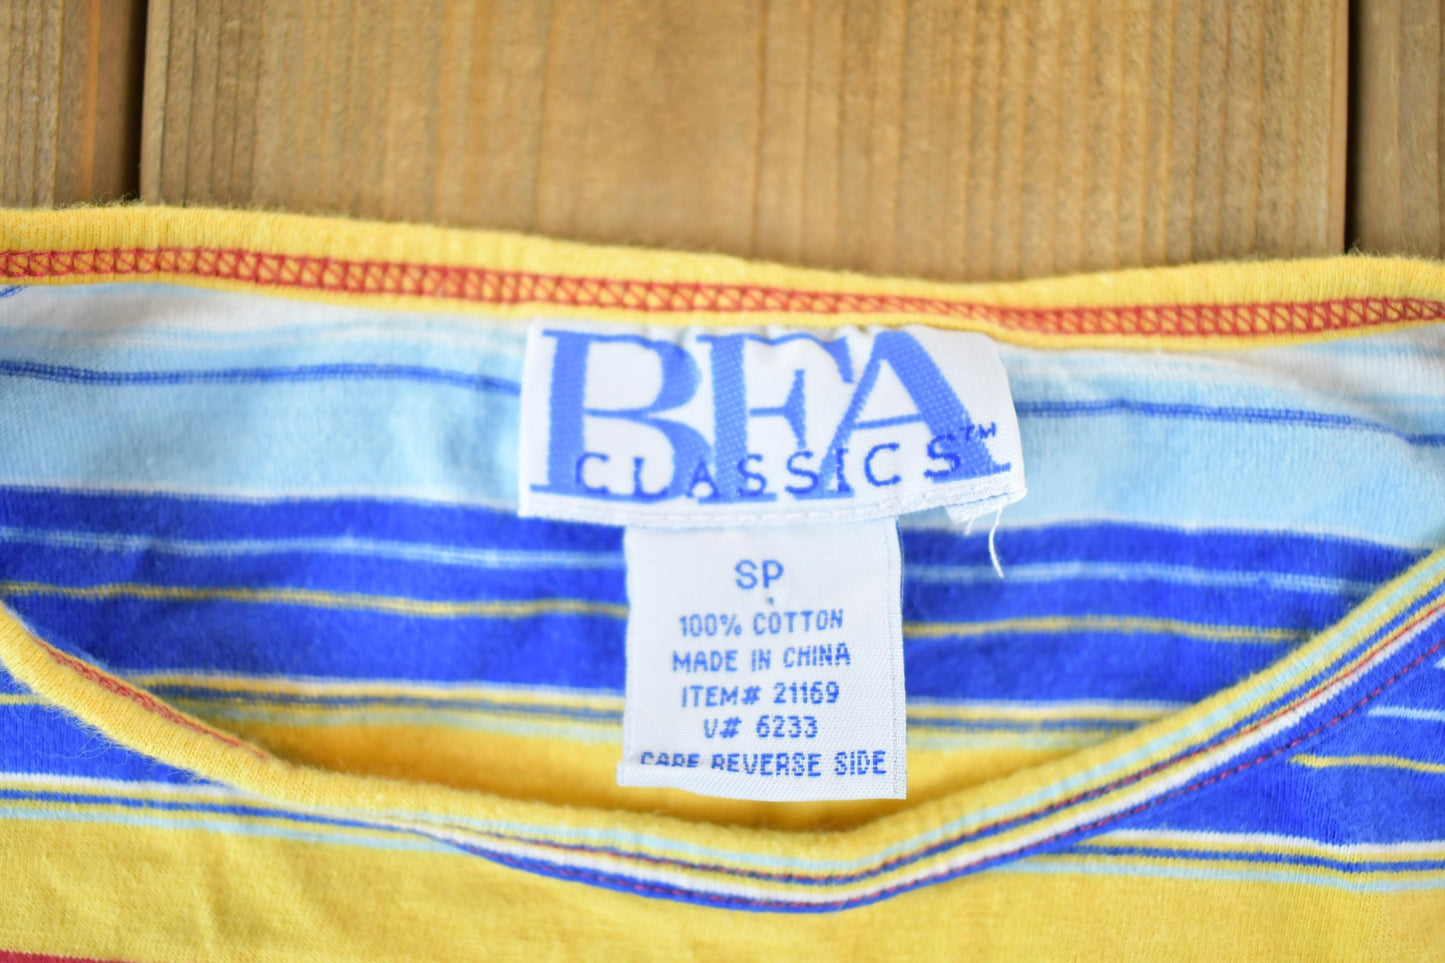 BFA
CLASSICS™
SP
100% COTTON
MADE IN CHINA
ITEM# 21169
V# 6233
CARE REVERSE SIDE